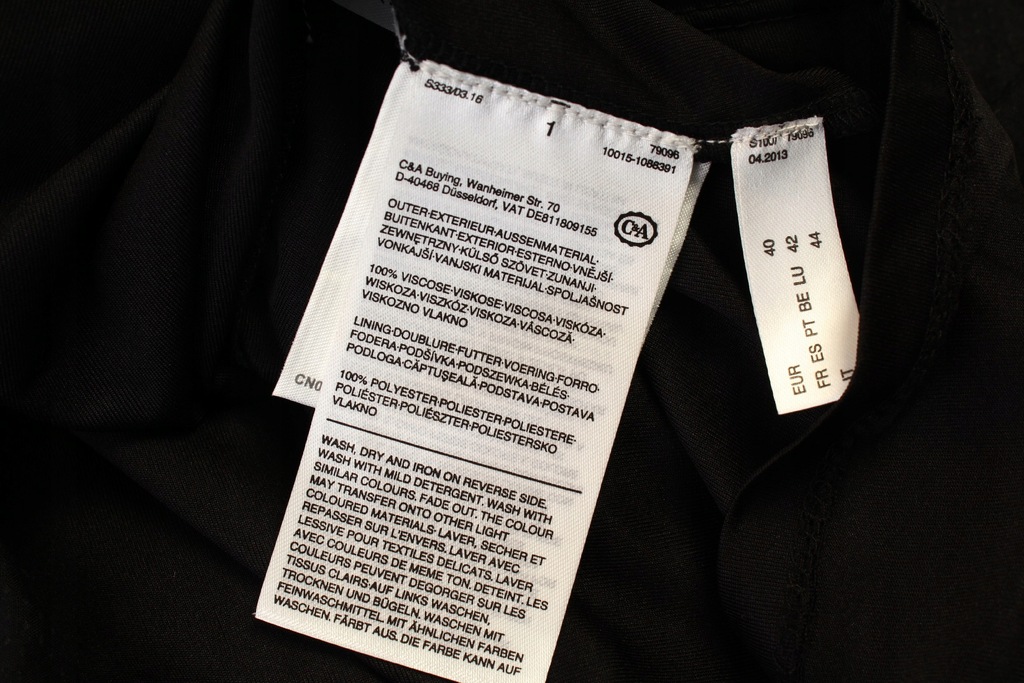 S333/03.16
1
79096
10015-1086391
C&A Buying, Wanheimer Str. 70
D-40468 Düsseldorf, VAT DE811809155
C&A
OUTER·EXTERIEUR·AUSSENMATERIAL·
BUITENKANT·EXTERIOR·ESTERNO·VNĚJŠÍ·
ZEWNĘTRZNY·KÜLSŐ SZÖVET·ZUNANJI·
VONKAJŠÍ·VANJSKI MATERIJAL·SPOLJAŠNOST
100% VISCOSE·VISKOSE·VISCOSA·VISKÓZA·
WISKOZA·VISZKÓZ·VISKOZA·VÂSCOZĂ·
VISKOZNO VLAKNO
LINING·DOUBLURE·FUTTER·VOERING·FORRO·
FODERA·PODŠÍVKA·PODSZEWKA·BÉLÉS·
PODLOGA·CĂPTUŞEALĂ·PODSTAVA·POSTAVA
100% POLYESTER·POLIESTER·POLIESTERE·
POLIÉSTER·POLIÉSZTER·POLIESTERSKO
VLAKNO
WASH, DRY AND IRON ON REVERSE SIDE.
WASH WITH MILD DETERGENT. WASH WITH
SIMILAR COLOURS. FADE OUT. THE COLOUR
MAY TRANSFER ONTO OTHER LIGHT
COLOURED MATERIALS· LAVER, SECHER ET
REPASSER SUR L'ENVERS. LAVER AVEC
LESSIVE POUR TEXTILES DELICATS. LAVER
AVEC COULEURS DE MEME TON. DETEINT. LES
COULEURS PEUVENT DEGORGER SUR LES
TISSUS CLAIRS·AUF LINKS WASCHEN,
TROCKNEN UND BÜGELN. WASCHEN MIT
FEINWASCHMITTEL. MIT ÄHNLICHEN FARBEN
WASCHEN. FÄRBT AUS. DIE FARBE KANN AUF
CN0
79096
04.2013
EUR 40
FR ES PT BE LU 42
IT 44